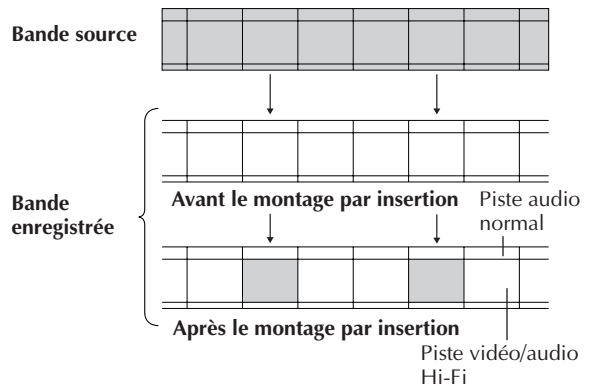 Bande source
Bande
enregistrée
Avant le montage par insertion
Piste audio
normal
Après le montage par insertion
Piste vidéo/audio
Hi-Fi